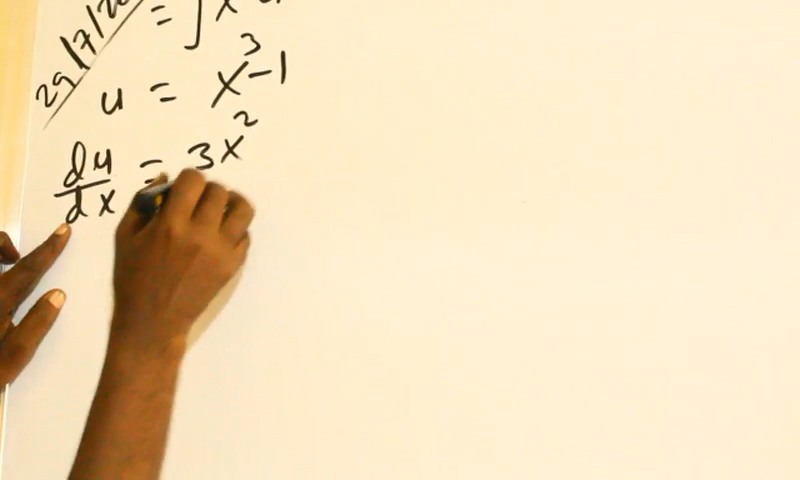 29/7/20
= ∫ x
u = x³ - 1
du/dx = 3x²